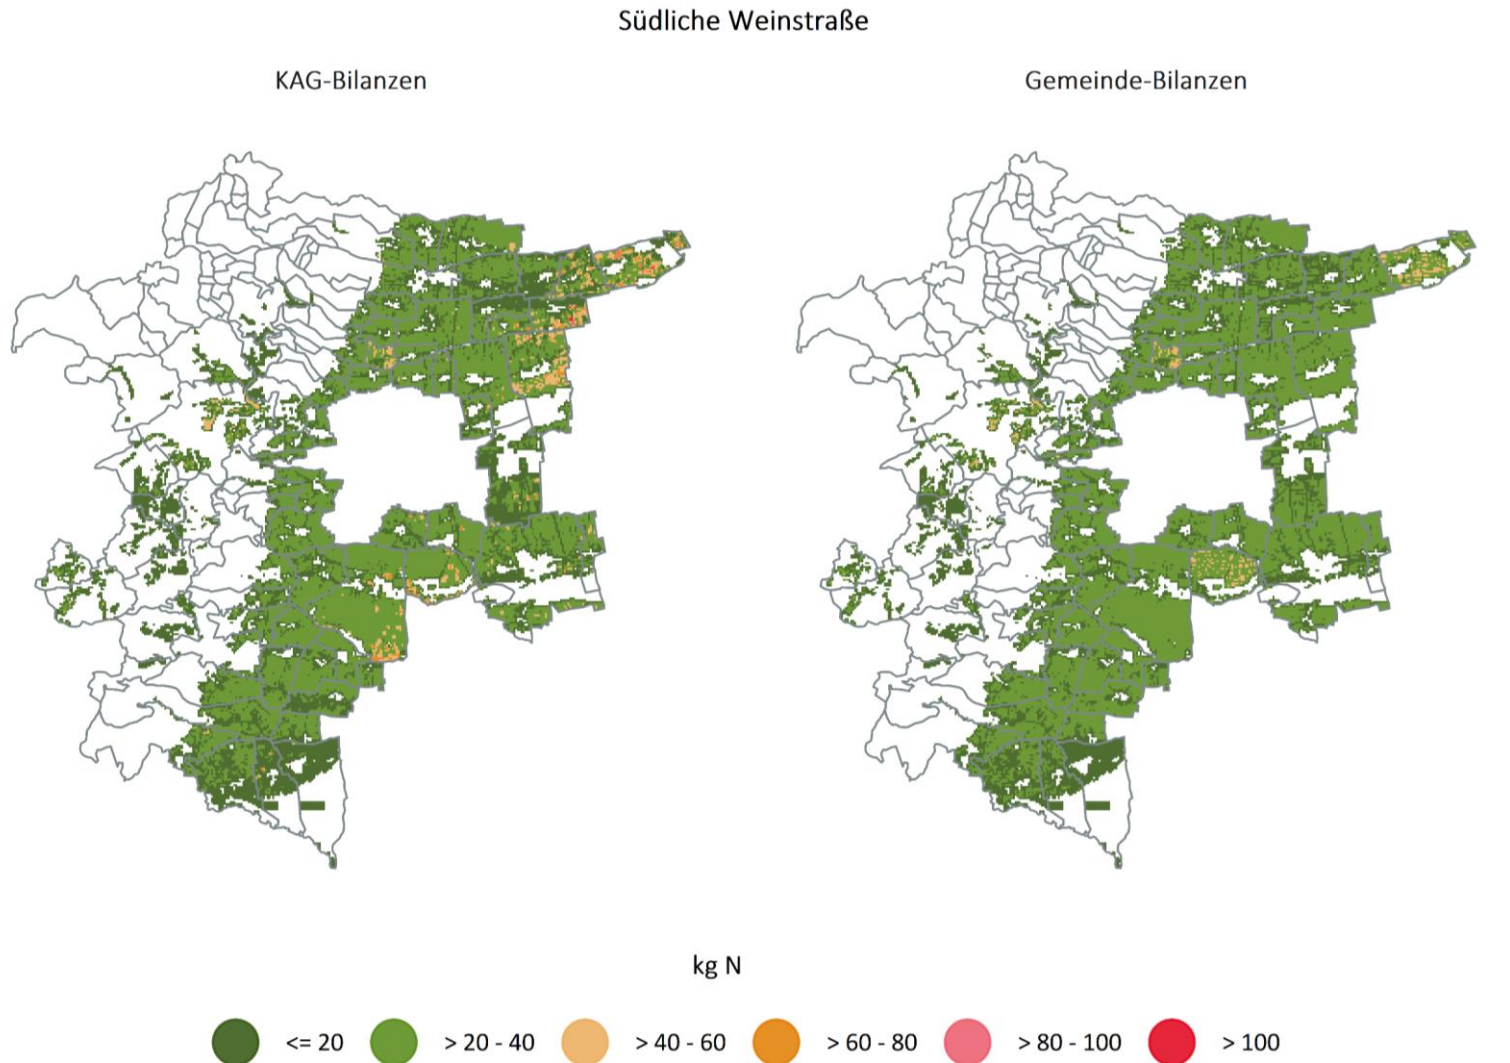 Südliche Weinstraße
KAG-Bilanzen
Gemeinde-Bilanzen
kg N
<= 20
> 20 - 40
> 40 - 60
> 60 - 80
> 80 - 100
> 100